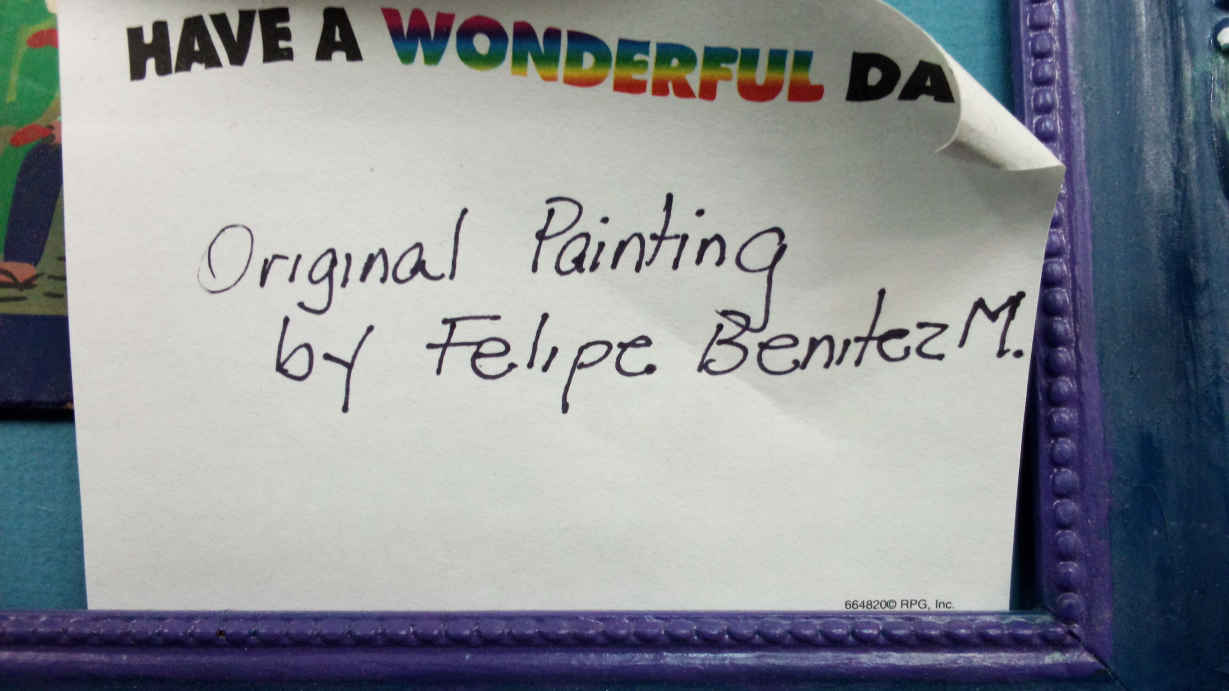 HAVE A WONDERFUL DA
Original Painting
by Felipe Benitez M.
664820© RPG, Inc.